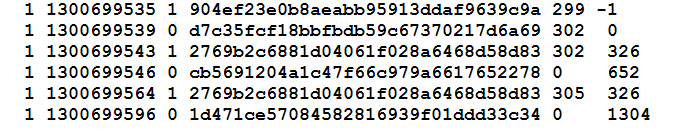 1 1300699535 1 904ef23e0b8aeabb95913ddaf9639c9a 299 -1
1 1300699539 0 d7c35fcf18bbfbdb59c67370217d6a69 302 0
1 1300699543 1 2769b2c6881d04061f028a6468d58d83 302 326
1 1300699546 0 cb5691204a1c47f66c979a6617652278 0 652
1 1300699564 1 2769b2c6881d04061f028a6468d58d83 305 326
1 1300699596 0 1d471ce57084582816939f01ddd33c34 0 1304